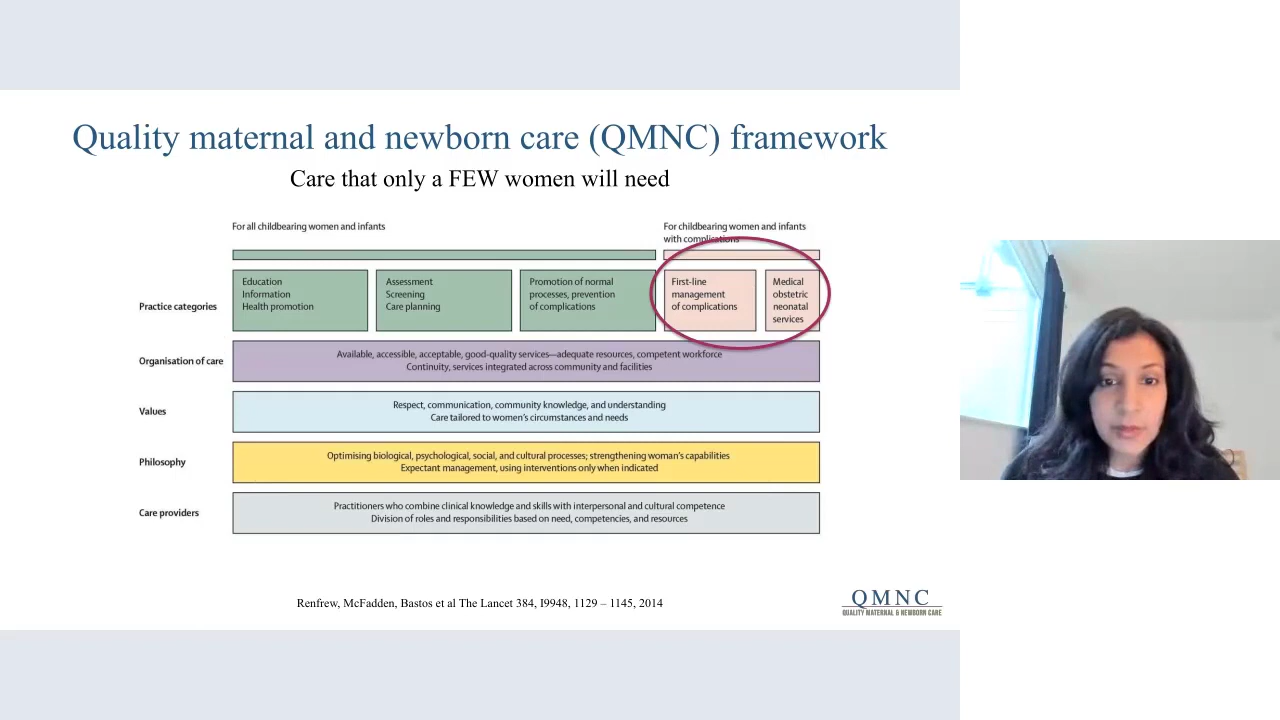 Quality maternal and newborn care (QMNC) framework
Care that only a FEW women will need
For all childbearing women and infants
For childbearing women and infants
with complications
Practice categories
Education
Information
Health promotion
Assessment
Screening
Care planning
Promotion of normal
processes, prevention
of complications
First-line
management
of complications
Medical
obstetric
neonatal
services
Organisation of care
Available, accessible, acceptable, good-quality services—adequate resources, competent workforce
Continuity, services integrated across community and facilities
Values
Respect, communication, community knowledge, and understanding
Care tailored to women's circumstances and needs
Philosophy
Optimising biological, psychological, social, and cultural processes; strengthening woman's capabilities
Expectant management, using interventions only when indicated
Care providers
Practitioners who combine clinical knowledge and skills with interpersonal and cultural competence
Division of roles and responsibilities based on need, competencies, and resources
Renfrew, McFadden, Bastos et al The Lancet 384, I9948, 1129 – 1145, 2014
QMNC
QUALITY MATERNAL & NEWBORN CARE